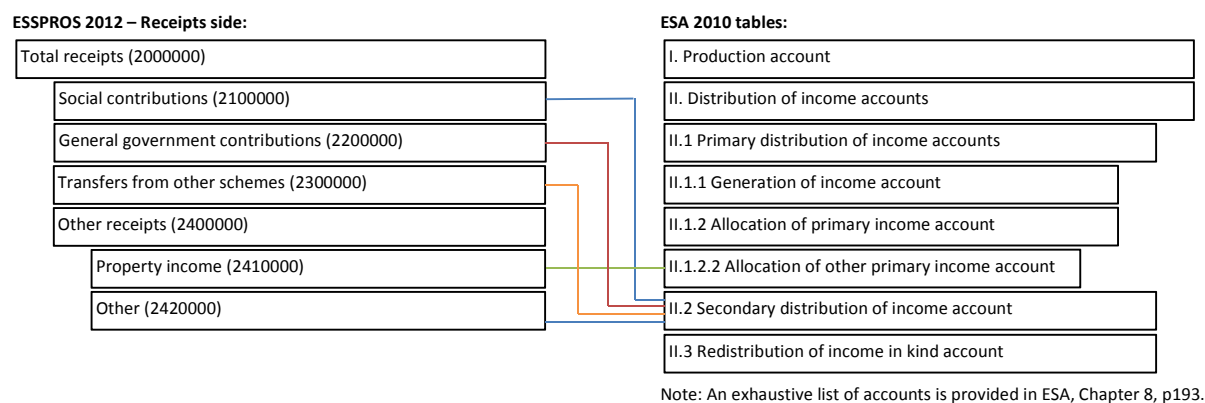 ESSPROS 2012 – Receipts side:
Total receipts (2000000)
Social contributions (2100000)
General government contributions (2200000)
Transfers from other schemes (2300000)
Other receipts (2400000)
Property income (2410000)
Other (2420000)
ESA 2010 tables:
I. Production account
II. Distribution of income accounts
II.1 Primary distribution of income accounts
II.1.1 Generation of income account
II.1.2 Allocation of primary income account
II.1.2.2 Allocation of other primary income account
II.2 Secondary distribution of income account
II.3 Redistribution of income in kind account
Note: An exhaustive list of accounts is provided in ESA, Chapter 8, p193.